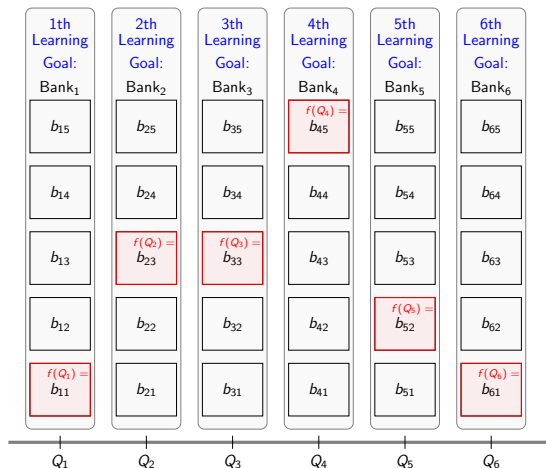 1th Learning Goal: Bank₁
2th Learning Goal: Bank₂
3th Learning Goal: Bank₃
4th Learning Goal: Bank₄
5th Learning Goal: Bank₅
6th Learning Goal: Bank₆
b₁₅ b₂₅ b₃₅ f(Q₄) = b₄₅ b₅₅ b₆₅
b₁₄ b₂₄ b₃₄ b₄₄ b₅₄ b₆₄
b₁₃ f(Q₂) = b₂₃ f(Q₃) = b₃₃ b₄₃ b₅₃ b₆₃
b₁₂ b₂₂ b₃₂ b₄₂ f(Q₅) = b₅₂ b₆₂
f(Q₁) = b₁₁ b₂₁ b₃₁ b₄₁ b₅₁ f(Q₆) = b₆₁
Q₁ Q₂ Q₃ Q₄ Q₅ Q₆